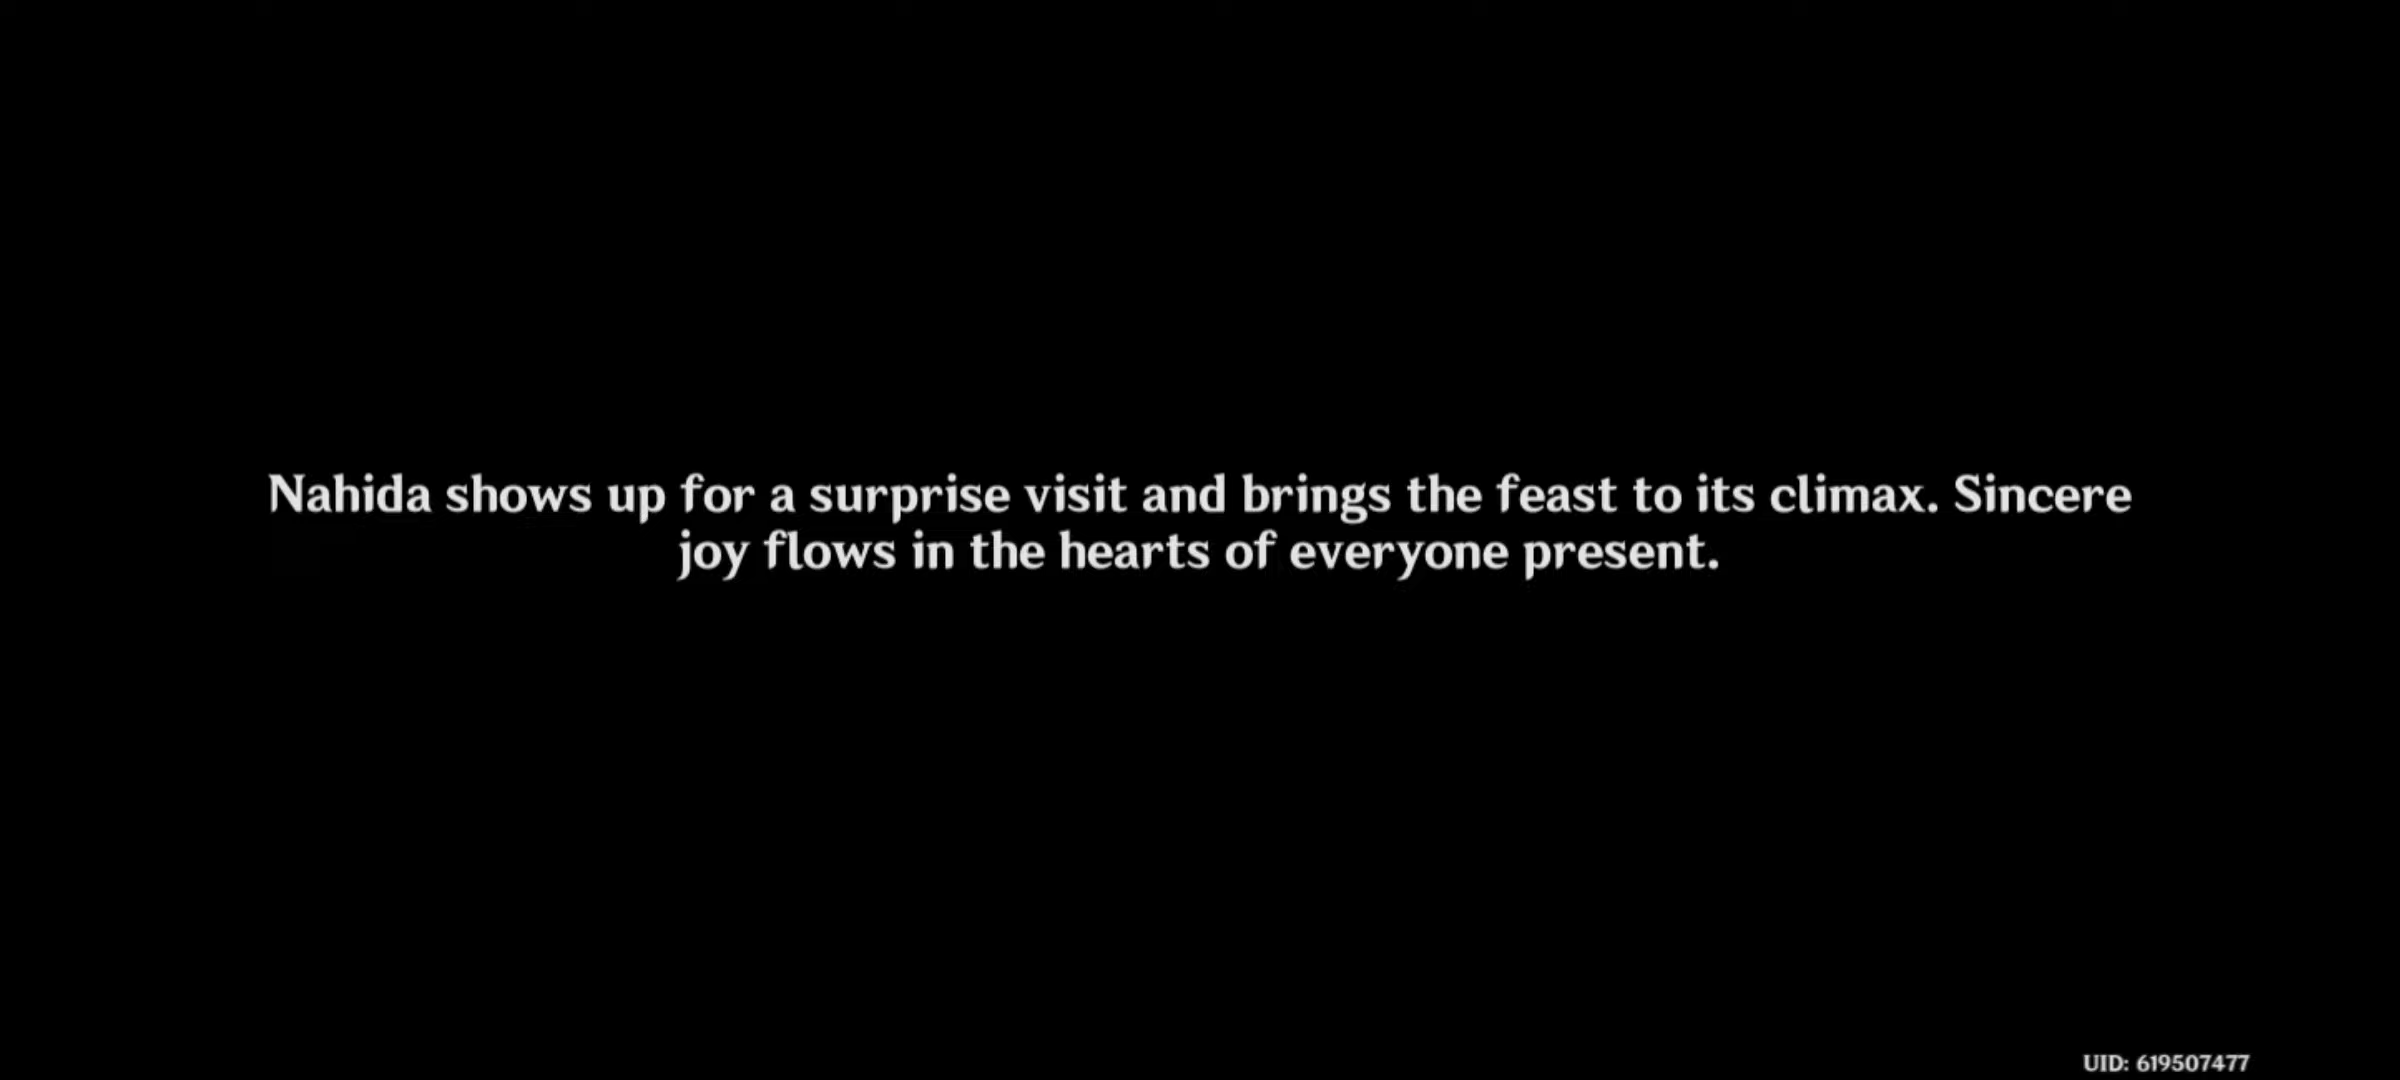 Nahida shows up for a surprise visit and brings the feast to its climax. Sincere
joy flows in the hearts of everyone present.
UID: 619507477